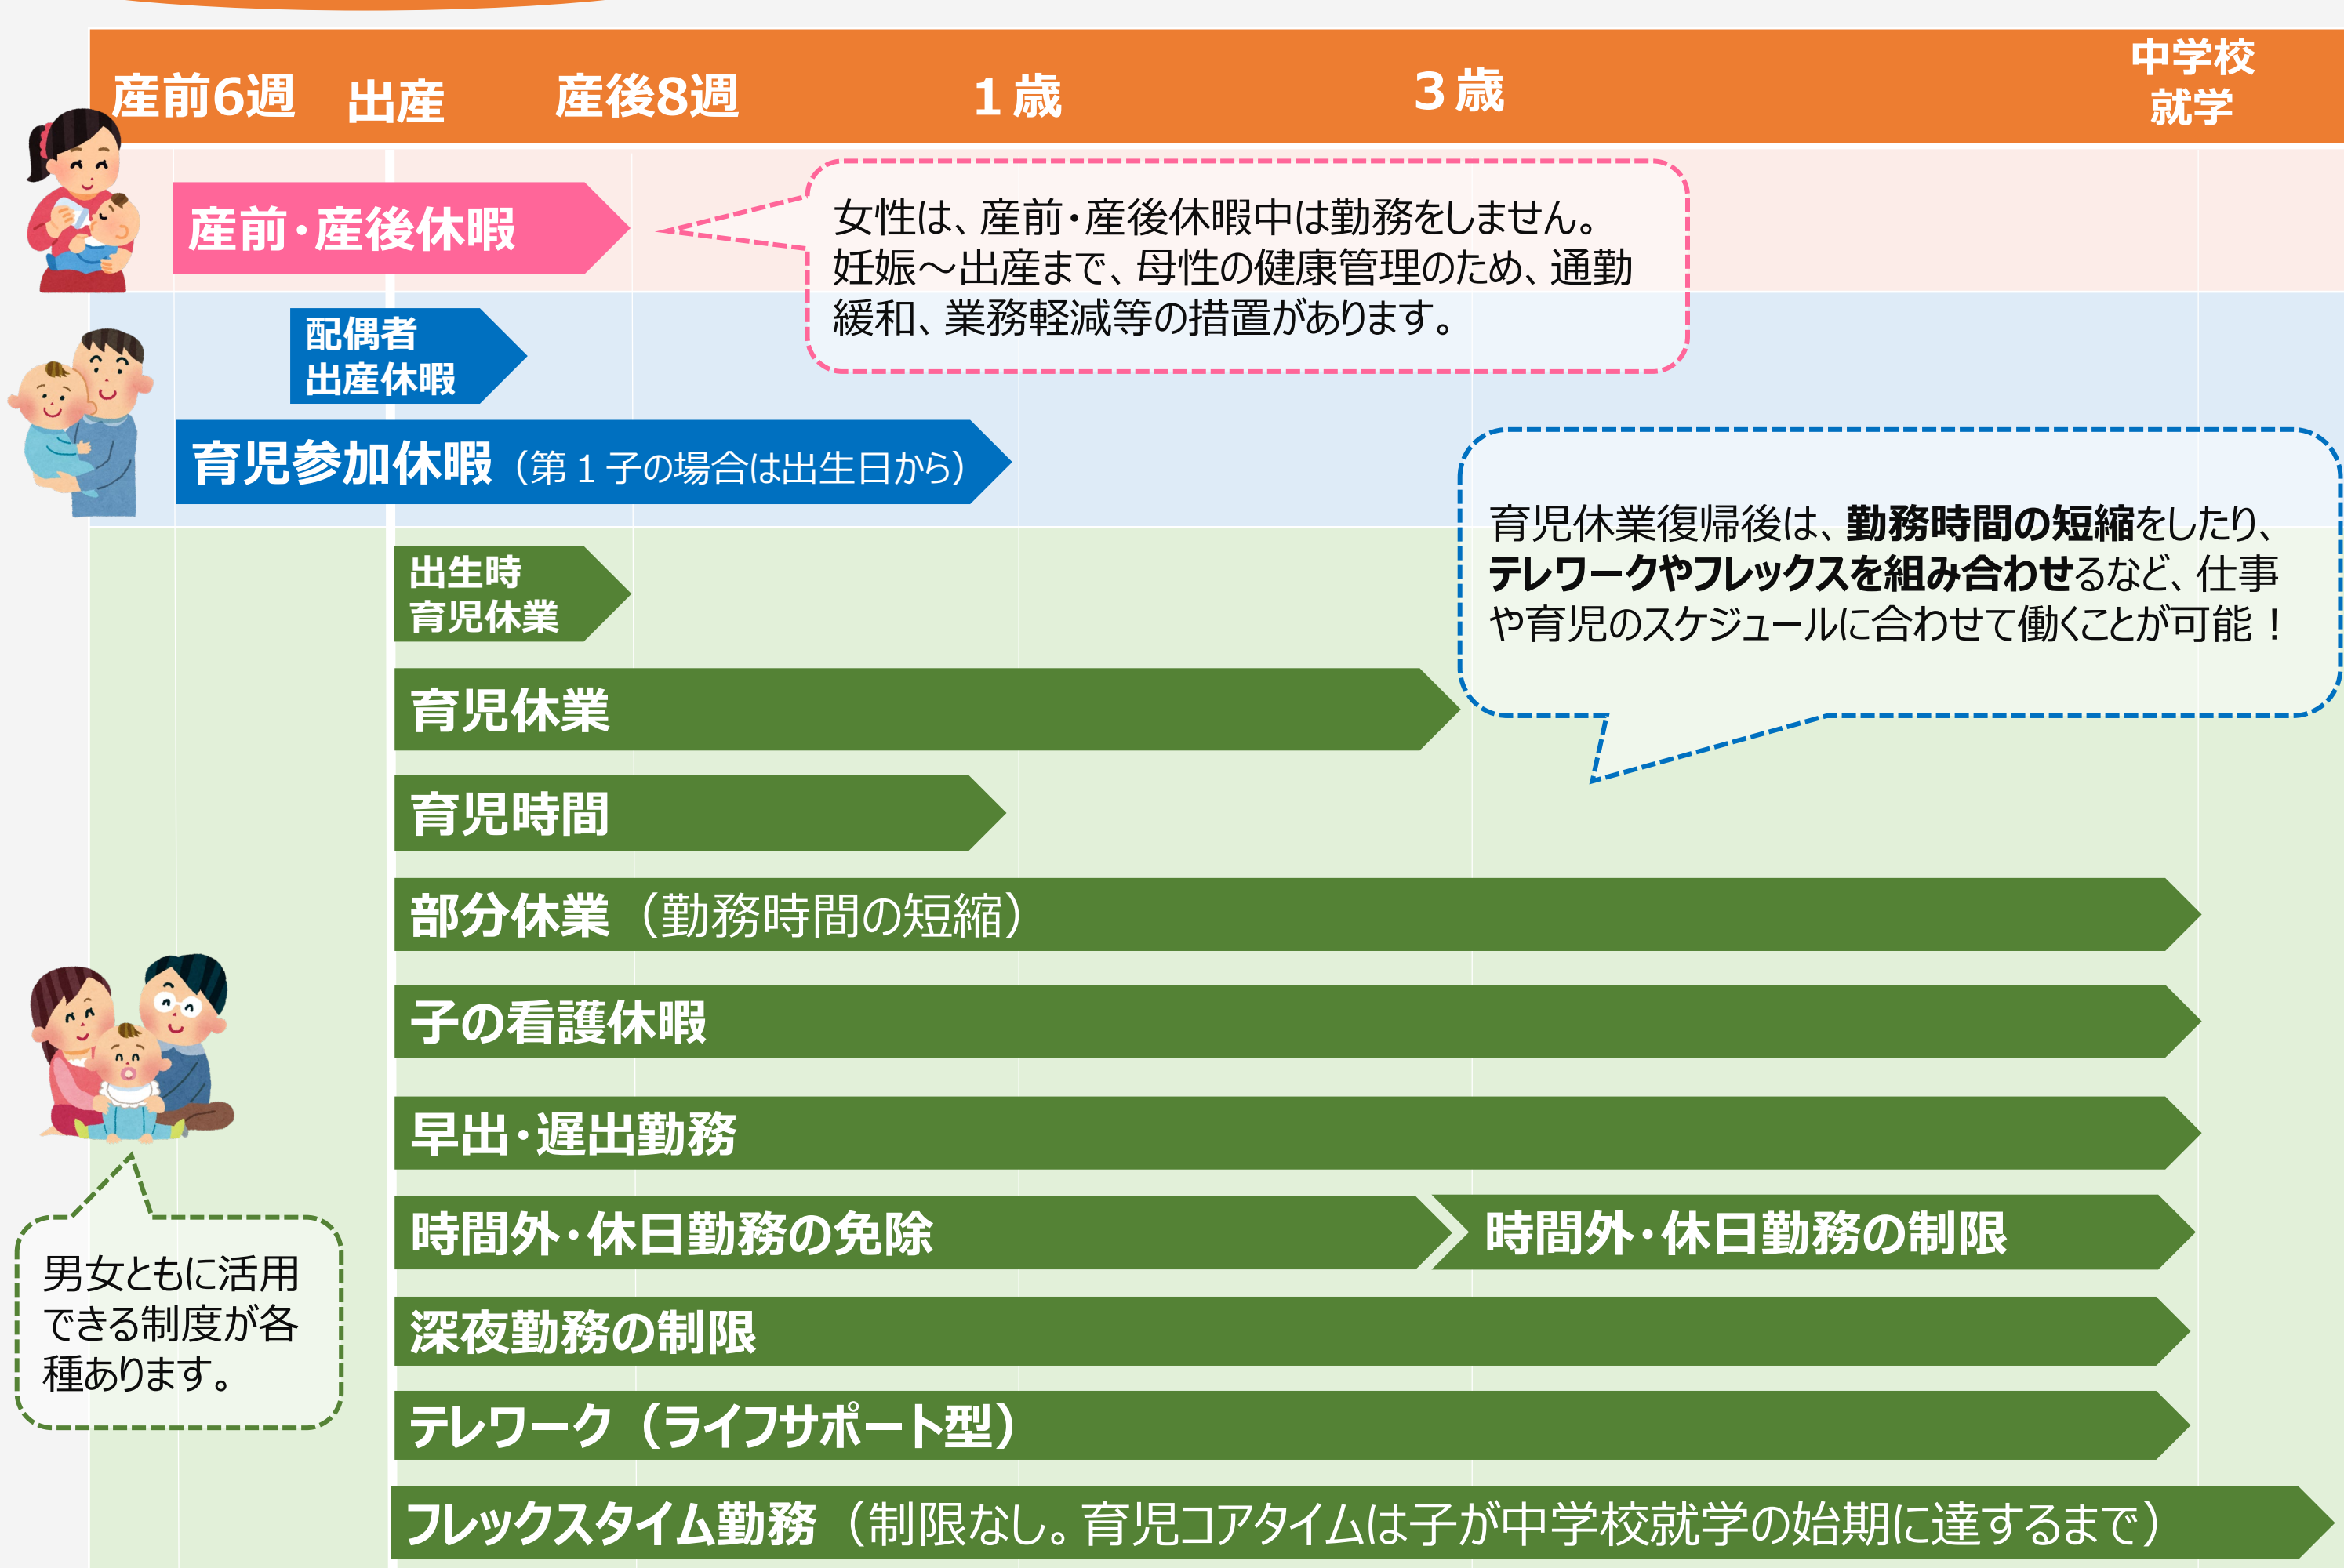 産前6週
出産
産後8週
１歳
３歳
中学校
就学
産前・産後休暇
女性は、産前・産後休暇中は勤務をしません。
妊娠～出産まで、母性の健康管理のため、通勤
緩和、業務軽減等の措置があります。
配偶者
出産休暇
育児参加休暇（第１子の場合は出生日から）
育児休業復帰後は、勤務時間の短縮をしたり、
テレワークやフレックスを組み合わせるなど、仕事
や育児のスケジュールに合わせて働くことが可能！
出生時
育児休業
育児休業
育児時間
部分休業（勤務時間の短縮）
子の看護休暇
早出・遅出勤務
時間外・休日勤務の免除
時間外・休日勤務の制限
男女ともに活用
できる制度が各
種あります。
深夜勤務の制限
テレワーク（ライフサポート型）
フレックスタイム勤務（制限なし。育児コアタイムは子が中学校就学の始期に達するまで）